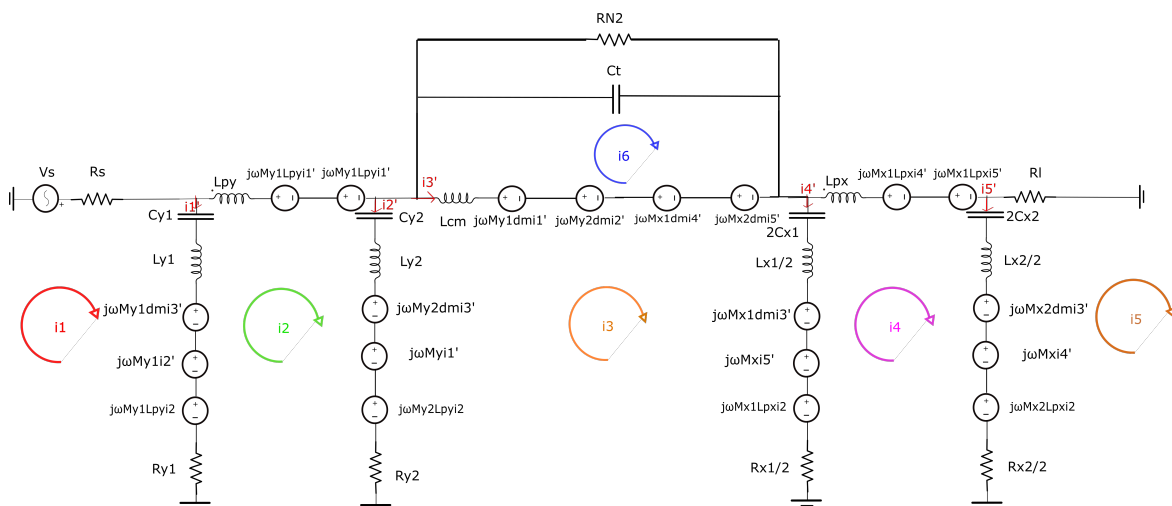 RN2
Ct
i6
Vs
Rs
Lpy
jωMy1Lpyi1'
jωMy1Lpyi1'
i3'
Lcm
jωMy1dmi1'
jωMy2dmi2'
jωMx1dmi4'
jωMx2dmi5'
i4'
Lpx
jωMx1Lpxi4'
jωMx1Lpxi5'
i5'
Rl
i1'
Cy1
i2'
Cy2
2Cx1
2Cx2
Ly1
Ly2
Lx1/2
Lx2/2
jωMy1dmi3'
jωMy2dmi3'
jωMx1dmi3'
jωMx2dmi3'
i1
i2
i3
i4
i5
jωMy1i2'
jωMyi1'
jωMxi5'
jωMxi4'
jωMy1Lpyi2
jωMy2Lpyi2
jωMx1Lpxi2
jωMx2Lpxi2
Ry1
Ry2
Rx1/2
Rx2/2